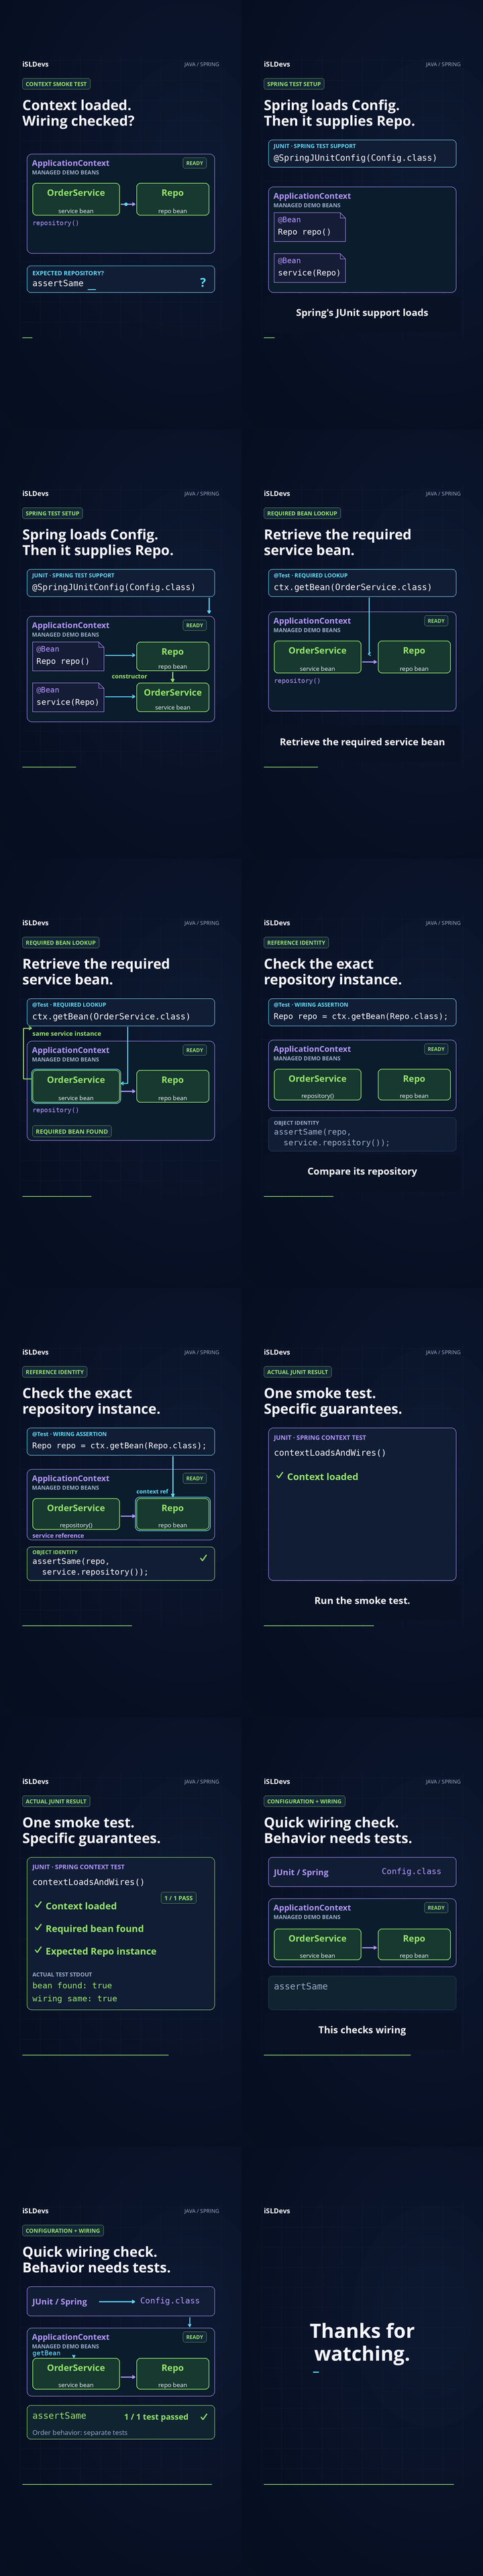 iSLDevs
JAVA / SPRING
CONTEXT SMOKE TEST
Context loaded.
Wiring checked?
ApplicationContext
READY
MANAGED DEMO BEANS
OrderService
service bean
Repo
repo bean
repository()
EXPECTED REPOSITORY?
assertSame __
?
iSLDevs
JAVA / SPRING
SPRING TEST SETUP
Spring loads Config.
Then it supplies Repo.
JUNIT · SPRING TEST SUPPORT
@SpringJUnitConfig(Config.class)
ApplicationContext
MANAGED DEMO BEANS
@Bean
Repo repo()
@Bean
service(Repo)
Spring's JUnit support loads
iSLDevs
JAVA / SPRING
SPRING TEST SETUP
Spring loads Config.
Then it supplies Repo.
JUNIT · SPRING TEST SUPPORT
@SpringJUnitConfig(Config.class)
ApplicationContext
READY
MANAGED DEMO BEANS
@Bean
Repo repo()
Repo
repo bean
constructor
@Bean
service(Repo)
OrderService
service bean
iSLDevs
JAVA / SPRING
REQUIRED BEAN LOOKUP
Retrieve the required
service bean.
@Test · REQUIRED LOOKUP
ctx.getBean(OrderService.class)
ApplicationContext
READY
MANAGED DEMO BEANS
OrderService
service bean
Repo
repo bean
repository()
Retrieve the required service bean
iSLDevs
JAVA / SPRING
REQUIRED BEAN LOOKUP
Retrieve the required
service bean.
@Test · REQUIRED LOOKUP
ctx.getBean(OrderService.class)
same service instance
ApplicationContext
READY
MANAGED DEMO BEANS
OrderService
service bean
Repo
repo bean
repository()
REQUIRED BEAN FOUND
iSLDevs
JAVA / SPRING
REFERENCE IDENTITY
Check the exact
repository instance.
@Test · WIRING ASSERTION
Repo repo = ctx.getBean(Repo.class);
ApplicationContext
READY
MANAGED DEMO BEANS
OrderService
repository()
Repo
repo bean
OBJECT IDENTITY
assertSame(repo,
service.repository());
Compare its repository
iSLDevs
JAVA / SPRING
REFERENCE IDENTITY
Check the exact
repository instance.
@Test · WIRING ASSERTION
Repo repo = ctx.getBean(Repo.class);
ApplicationContext
READY
MANAGED DEMO BEANS
context ref
OrderService
repository()
Repo
repo bean
service reference
OBJECT IDENTITY
assertSame(repo,
service.repository());
iSLDevs
JAVA / SPRING
ACTUAL JUNIT RESULT
One smoke test.
Specific guarantees.
JUNIT · SPRING CONTEXT TEST
contextLoadsAndWires()
✓ Context loaded
Run the smoke test.
iSLDevs
JAVA / SPRING
ACTUAL JUNIT RESULT
One smoke test.
Specific guarantees.
JUNIT · SPRING CONTEXT TEST
contextLoadsAndWires()
1 / 1 PASS
✓ Context loaded
✓ Required bean found
✓ Expected Repo instance
ACTUAL TEST STDOUT
bean found: true
wiring same: true
iSLDevs
JAVA / SPRING
CONFIGURATION + WIRING
Quick wiring check.
Behavior needs tests.
JUnit / Spring
Config.class
ApplicationContext
READY
MANAGED DEMO BEANS
OrderService
service bean
Repo
repo bean
assertSame
This checks wiring
iSLDevs
JAVA / SPRING
CONFIGURATION + WIRING
Quick wiring check.
Behavior needs tests.
JUnit / Spring
Config.class
ApplicationContext
READY
MANAGED DEMO BEANS
getBean
OrderService
service bean
Repo
repo bean
assertSame
1 / 1 test passed ✓
Order behavior: separate tests
iSLDevs
JAVA / SPRING
Thanks for
watching.